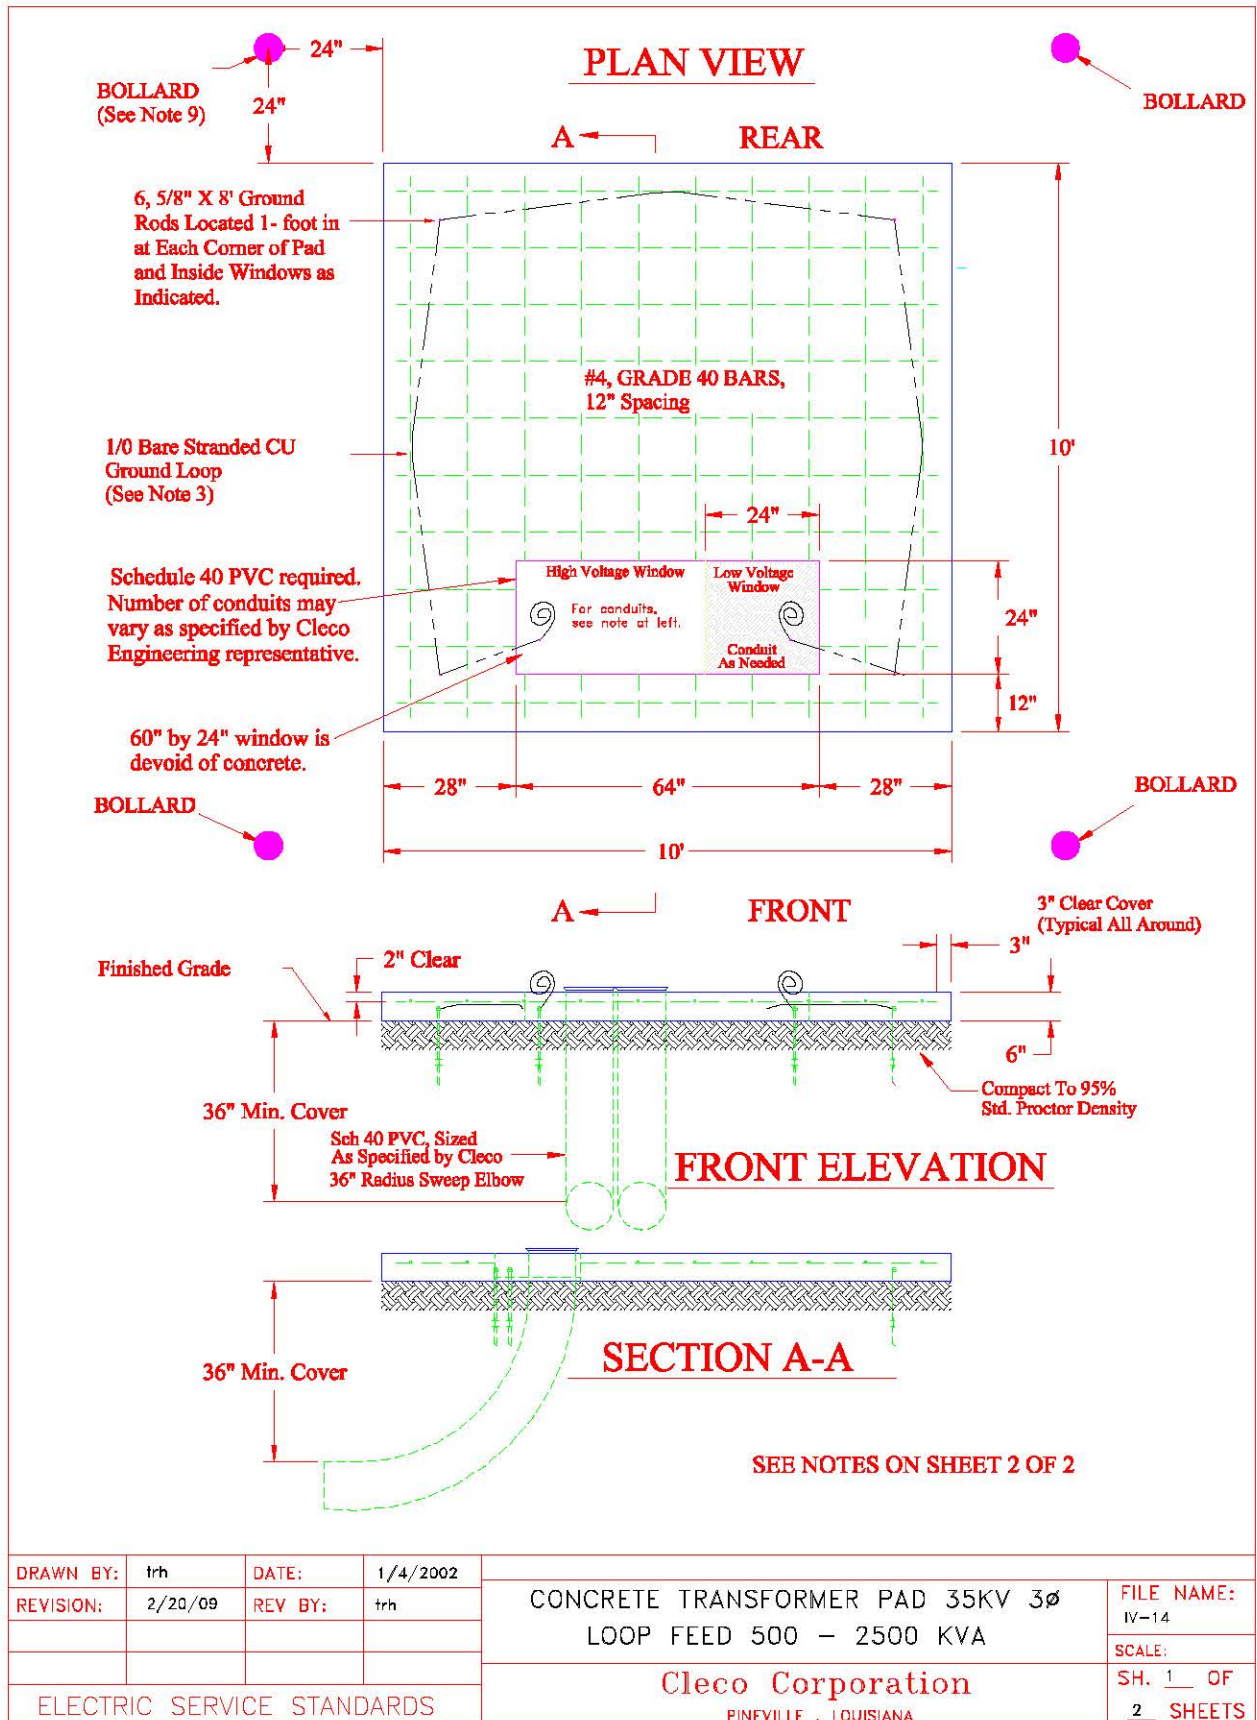 24"
PLAN VIEW
BOLLARD
(See Note 9)
24"
BOLLARD
A
REAR
6, 5/8" X 8' Ground
Rods Located 1- foot in
at Each Corner of Pad
and Inside Windows as
Indicated.
#4, GRADE 40 BARS,
12" Spacing
1/0 Bare Stranded CU
Ground Loop
(See Note 3)
10'
24"
Schedule 40 PVC required.
Number of conduits may
vary as specified by Cleco
Engineering representative.
High Voltage Window
For conduits,
see note at left.
Low Voltage
Window
Conduit
As Needed
24"
12"
60" by 24" window is
devoid of concrete.
28"
64"
28"
BOLLARD
BOLLARD
10'
A
FRONT
3" Clear Cover
(Typical All Around)
3"
Finished Grade
2" Clear
6"
Compact To 95%
Std. Proctor Density
36" Min. Cover
Sch 40 PVC, Sized
As Specified by Cleco
36" Radius Sweep Elbow
FRONT ELEVATION
36" Min. Cover
SECTION A-A
SEE NOTES ON SHEET 2 OF 2
DRAWN BY: trh DATE: 1/4/2002
REVISION: 2/20/09 REV BY: trh
ELECTRIC SERVICE STANDARDS
CONCRETE TRANSFORMER PAD 35KV 3ø
LOOP FEED 500 – 2500 KVA
Cleco Corporation
PINEVILLE , LOUISIANA
FILE NAME:
IV-14
SCALE:
SH. 1 OF
2 SHEETS